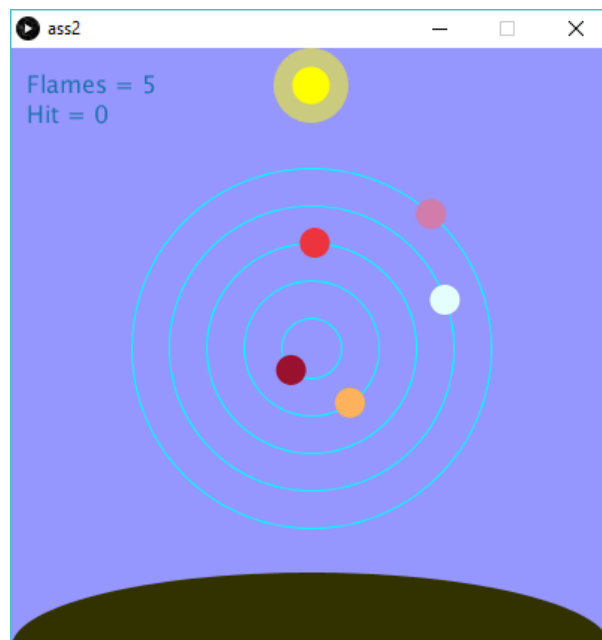 ass2
Flames = 5
Hit = 0